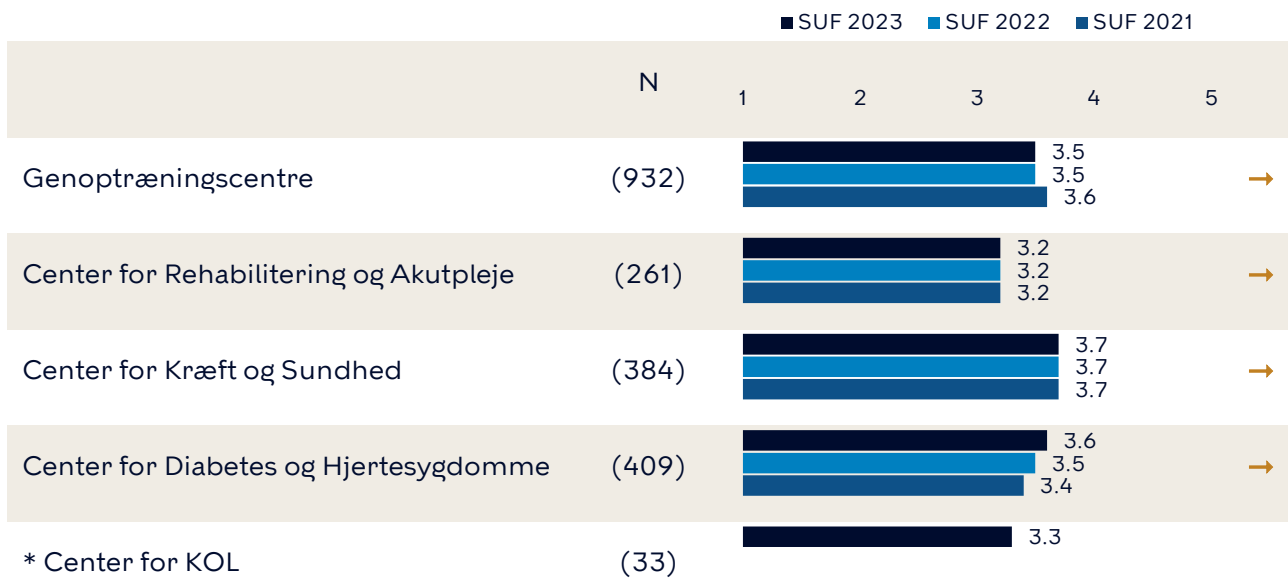 SUF 2023 SUF 2022 SUF 2021
N
1 2 3 4 5
3.5
Genoptræningscentre (932) 3.5 →
3.6
3.2
Center for Rehabilitering og Akutpleje (261) 3.2 →
3.2
3.7
Center for Kræft og Sundhed (384) 3.7 →
3.7
3.6
Center for Diabetes og Hjertesygdomme (409) 3.5 →
3.4
3.3
* Center for KOL (33)